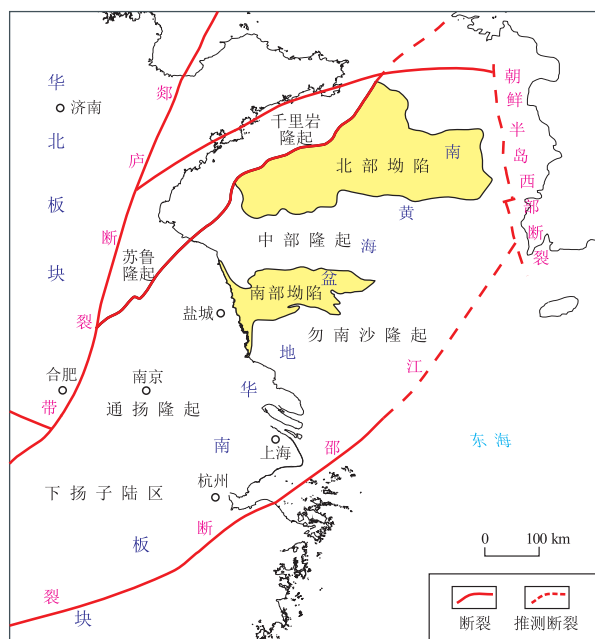 华北板块
济南
郯庐断裂带
千里岩
隆起
朝鲜半岛西部断裂
北部坳陷
南黄海盆地
中部隆起
苏鲁
隆起
南部坳陷
盐城
勿南沙隆起
合肥
南京
通扬隆起
华南板块
上海
江邵断裂
东海
杭州
下扬子陆区
0 100 km
断裂
推测断裂